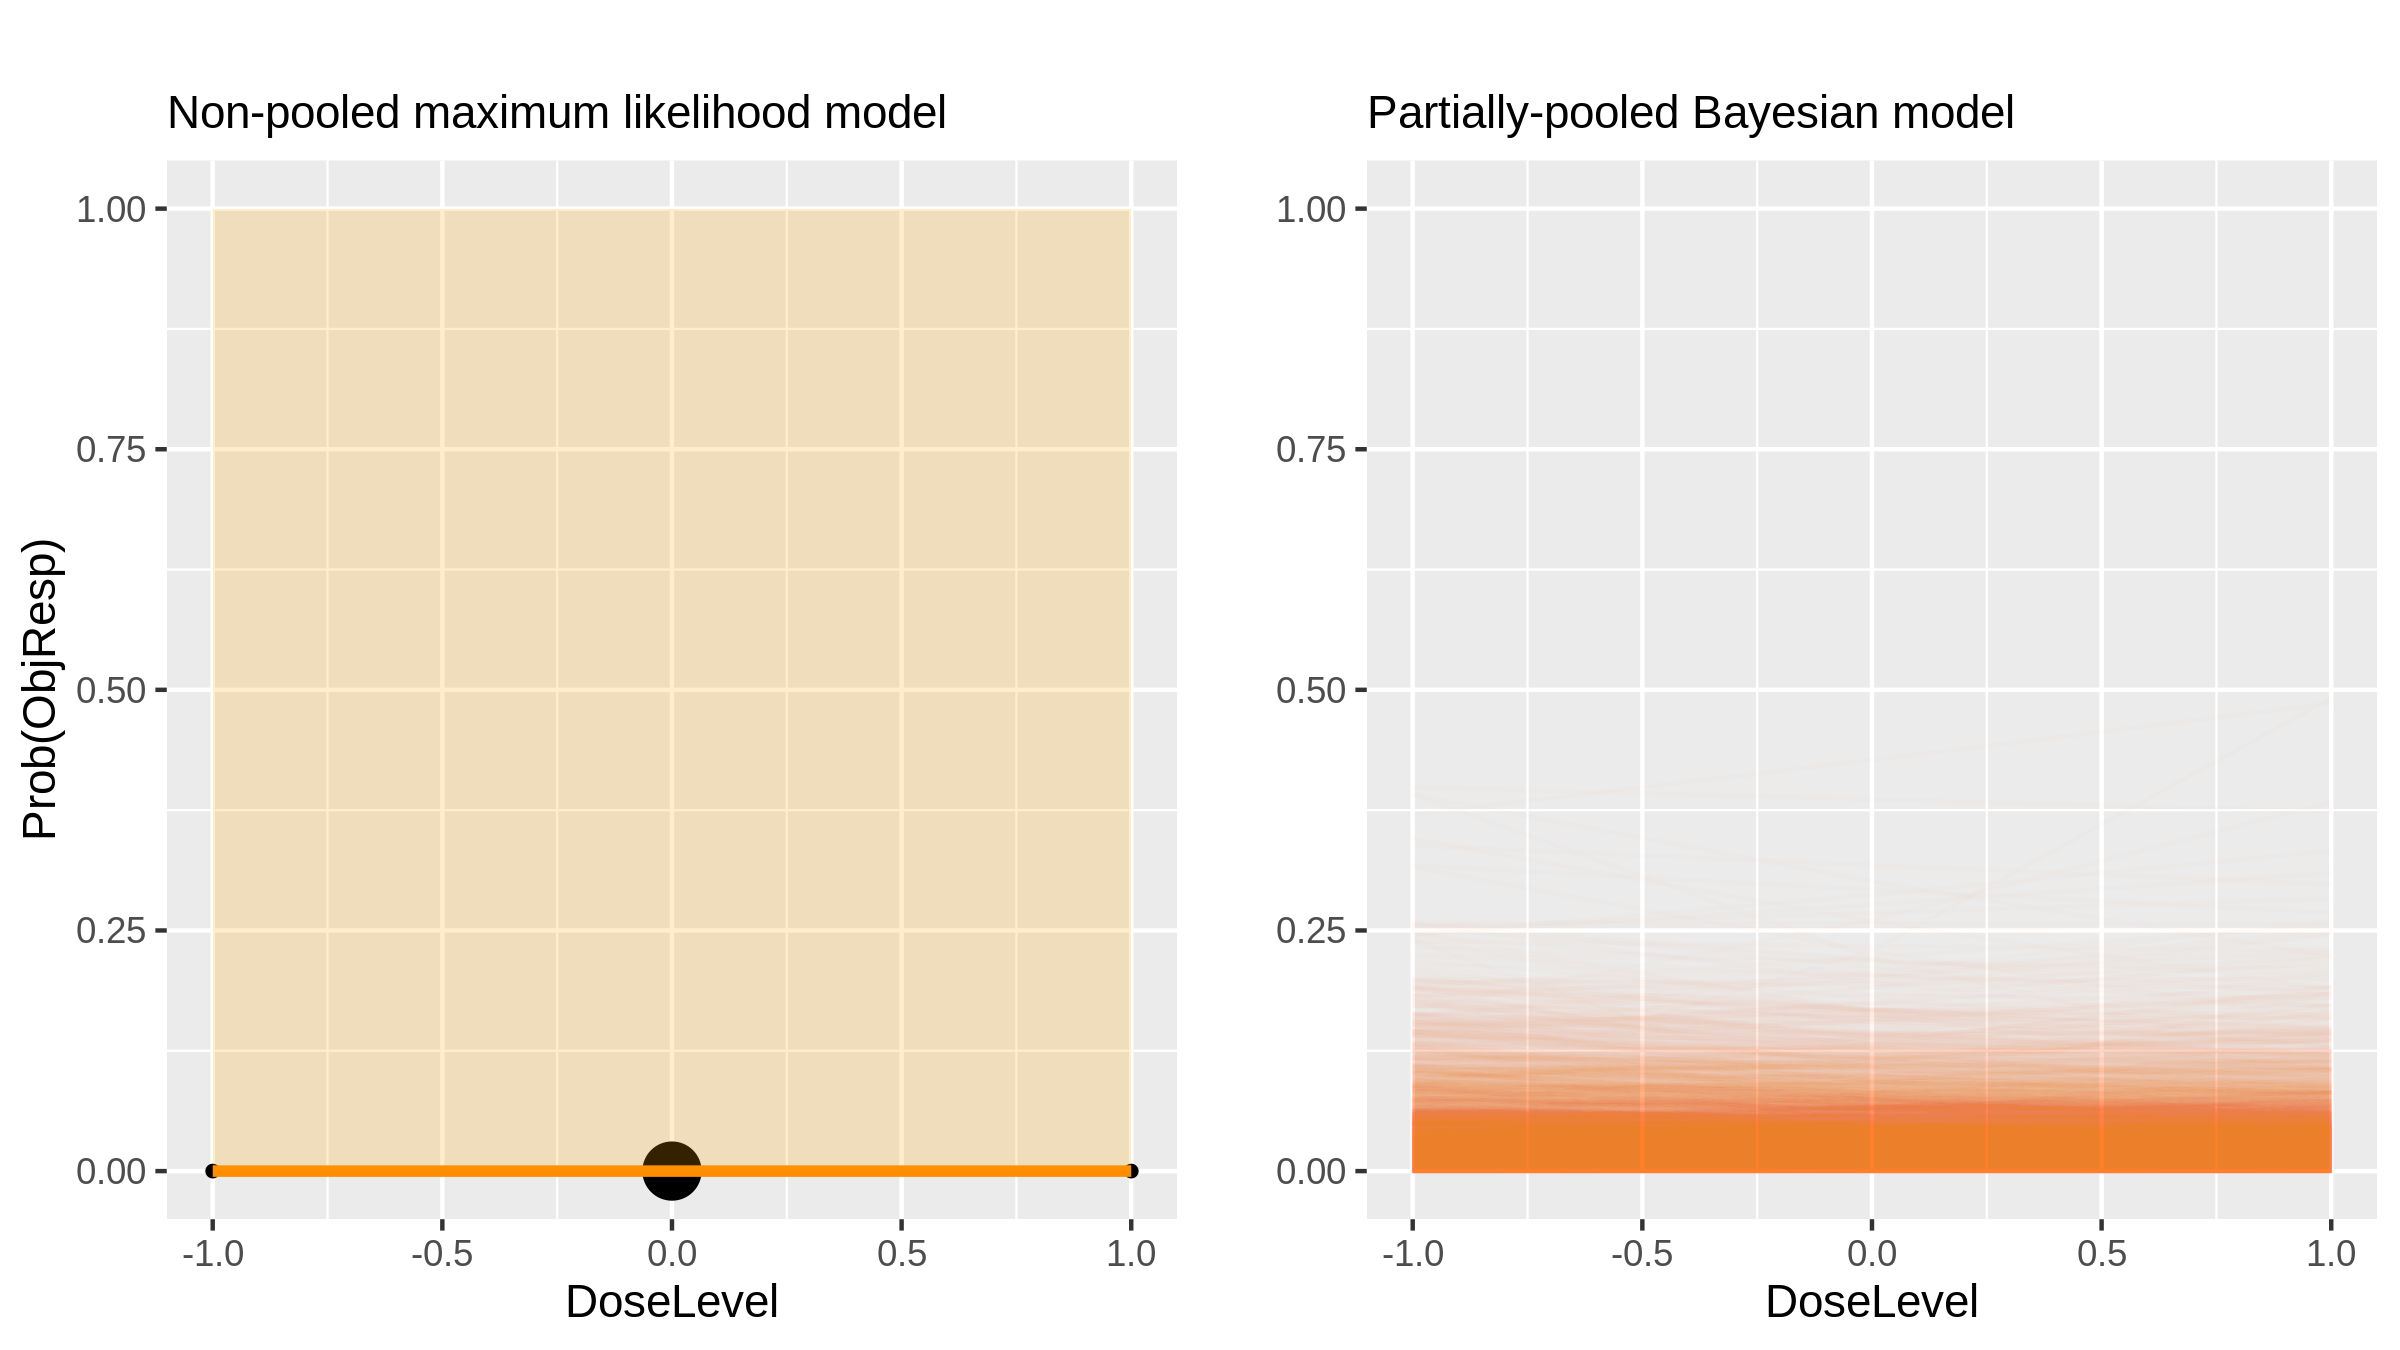 Non-pooled maximum likelihood model
Prob(ObjResp)
1.00
0.75
0.50
0.25
0.00
-1.0 -0.5 0.0 0.5 1.0
DoseLevel
Partially-pooled Bayesian model
1.00
0.75
0.50
0.25
0.00
-1.0 -0.5 0.0 0.5 1.0
DoseLevel